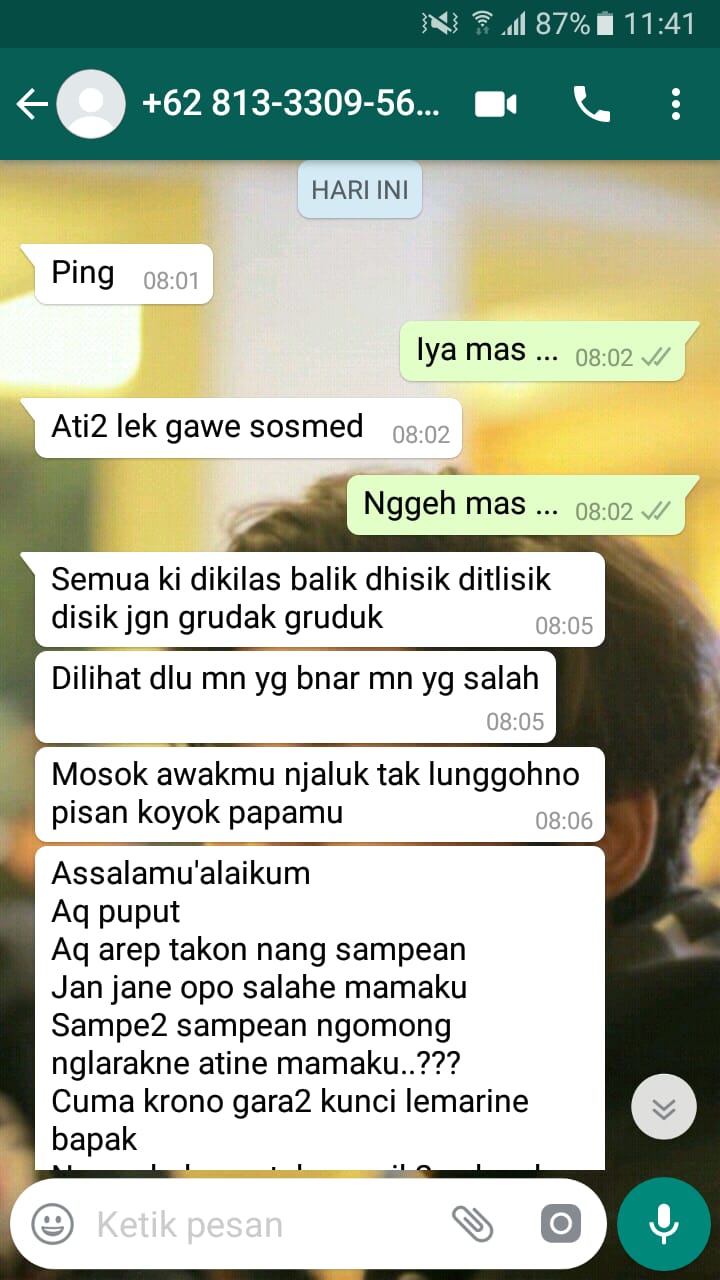 87% 11:41
+62 813-3309-56...
HARI INI
Ping 08:01
Iya mas ... 08:02
Ati2 lek gawe sosmed 08:02
Nggeh mas ... 08:02
Semua ki dikilas balik dhisik ditlisik
disik jgn grudak gruduk 08:05
Dilihat dlu mn yg bnar mn yg salah
08:05
Mosok awakmu njaluk tak lunggohno
pisan koyok papamu 08:06
Assalamu'alaikum
Aq puput
Aq arep takon nang sampean
Jan jane opo salahe mamaku
Sampe2 sampean ngomong
nglarakne atine mamaku..???
Cuma krono gara2 kunci lemarine
bapak
Ketik pesan